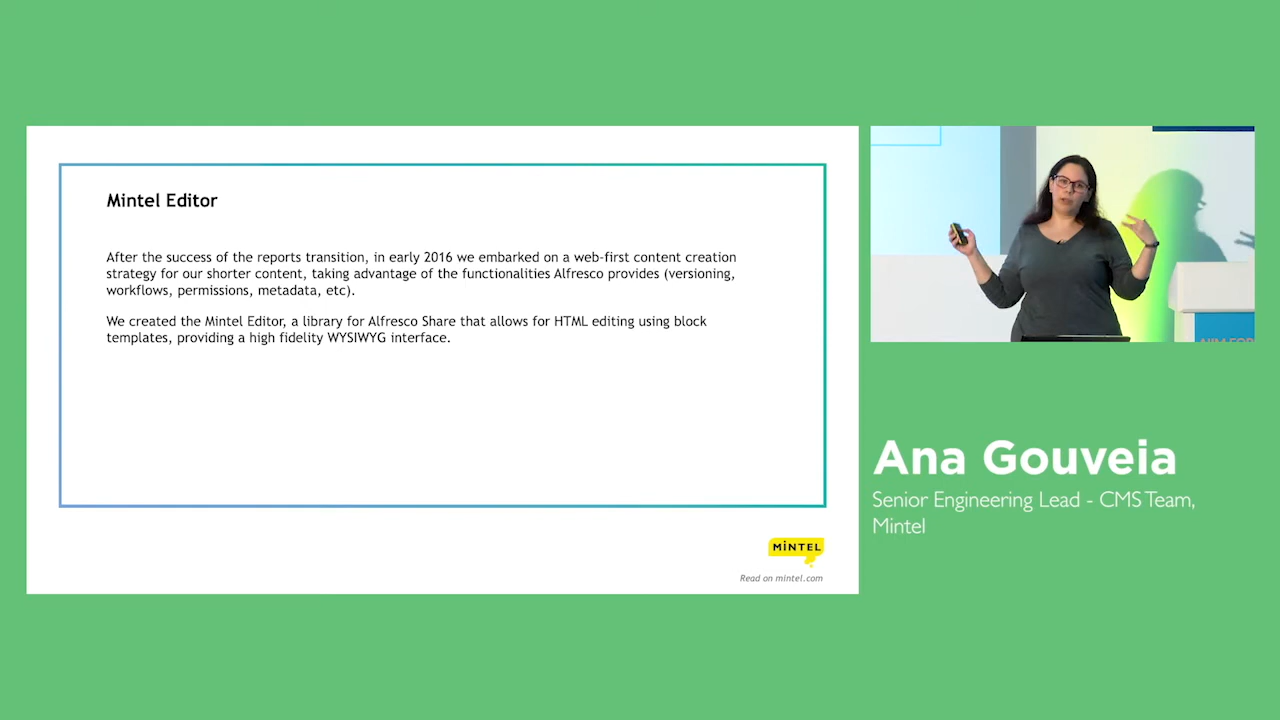 Mintel Editor
After the success of the reports transition, in early 2016 we embarked on a web-first content creation
strategy for our shorter content, taking advantage of the functionalities Alfresco provides (versioning,
workflows, permissions, metadata, etc).
We created the Mintel Editor, a library for Alfresco Share that allows for HTML editing using block
templates, providing a high fidelity WYSIWYG interface.
MiNTEL
Read on mintel.com
Ana Gouveia
Senior Engineering Lead - CMS Team,
Mintel